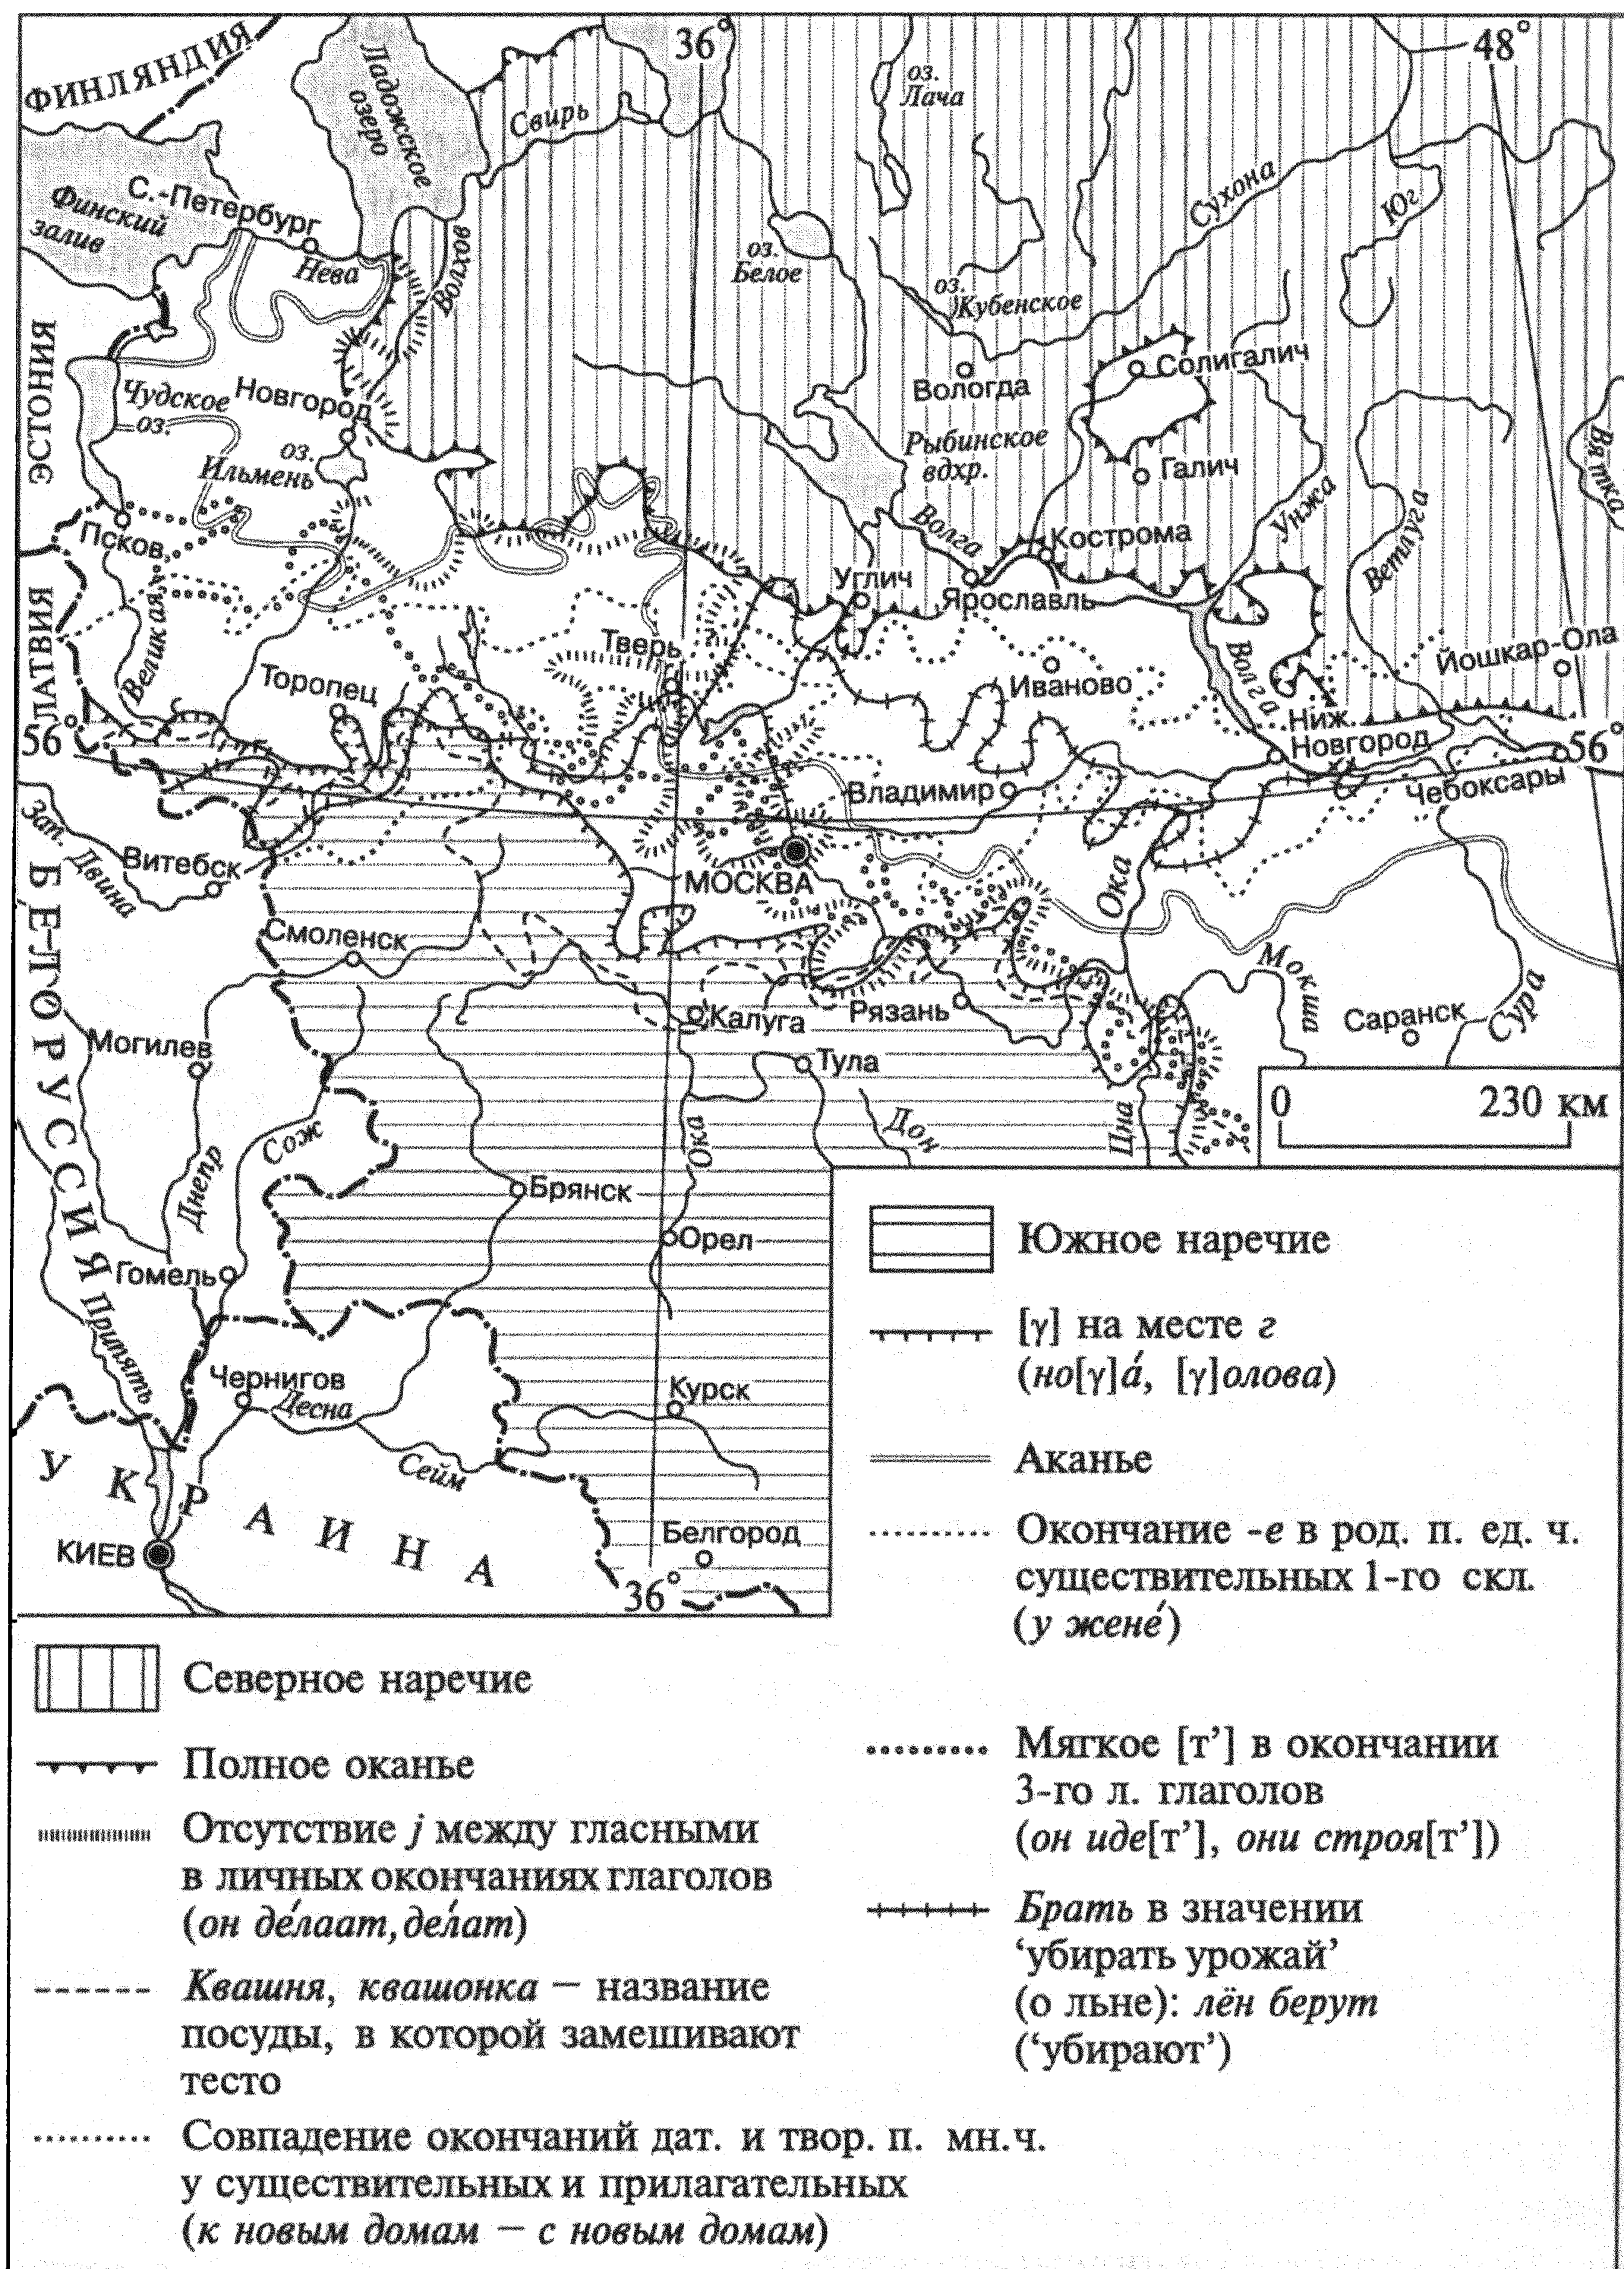 ФИНЛЯНДИЯ
Ладожское
озеро
36°
48°
оз.
Лача
Свирь
Сухона
Юг
Финский
залив
С.-Петербург
Нева
Волхов
оз.
Белое
оз.
Кубенское
ЭСТОНИЯ
Чудское
оз.
Новгород
оз.
Ильмень
Вологда
Солигалич
Рыбинское
вдхр.
Галич
Вятка
Псков
Волга
Кострома
Унжа
Ветлуга
Углич
Ярославль
ЛАТВИЯ
Великая
Торопец
Тверь
Иваново
Волга
Йошкар-Ола
56°
Ниж.
Новгород
56°
Чебоксары
Зап. Двина
Витебск
Владимир
МОСКВА
Ока
БЕЛОРУССИЯ
Смоленск
Мокша
Могилев
Калуга
Рязань
Саранск
Сура
Тула
0 230 км
Сож
Днепр
Ока
Дон
Цна
Брянск
Орел
Гомель
Припять
Чернигов
Десна
Курск
Сейм
УКРАИНА
КИЕВ
Белгород
36°
Южное наречие
[γ] на месте г
(но[γ]а́, [γ]олова)
Аканье
Окончание -е в род. п. ед. ч.
существительных 1-го скл.
(у жене́)
Мягкое [т’] в окончании
3-го л. глаголов
(он иде[т’], они строя[т’])
Брать в значении
‘убирать урожай’
(о льне): лён берут
(‘убирают’)
Северное наречие
Полное оканье
Отсутствие j между гласными
в личных окончаниях глаголов
(он де́лаат, де́лат)
Квашня, квашонка — название
посуды, в которой замешивают
тесто
Совпадение окончаний дат. и твор. п. мн.ч.
у существительных и прилагательных
(к новым домам — с новым домам)